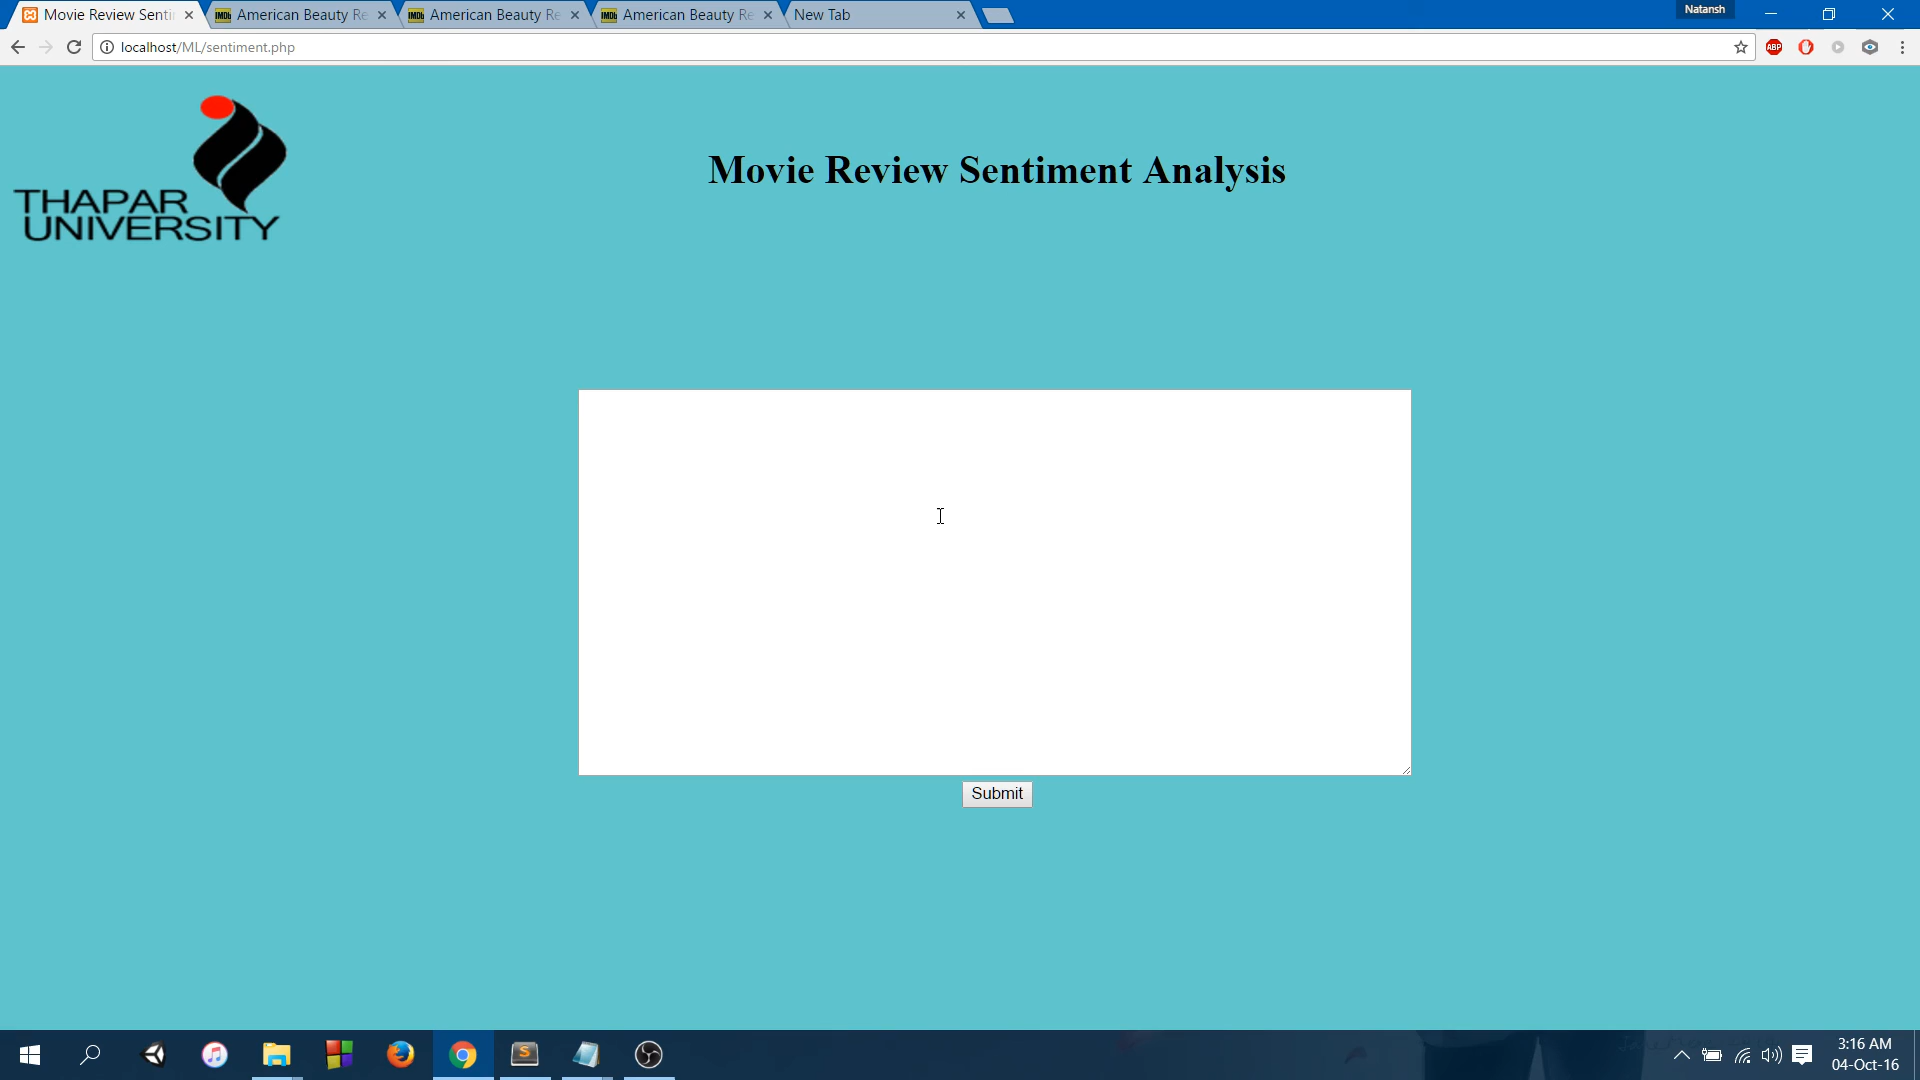 Movie Review Senti
American Beauty Re
American Beauty Re
American Beauty Re
New Tab
Natansh
localhost/ML/sentiment.php
ABP
THAPAR
UNIVERSITY
Movie Review Sentiment Analysis
Submit
3:16 AM
04-Oct-16